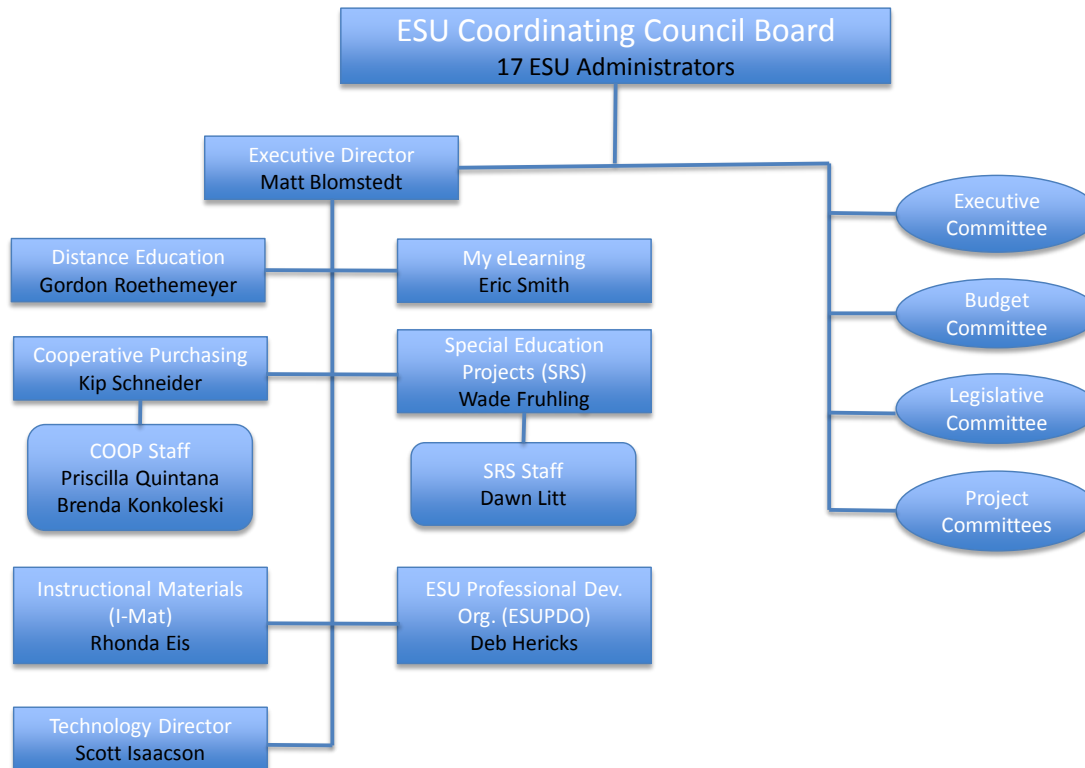 ESU Coordinating Council Board
17 ESU Administrators
Executive Director
Matt Blomstedt
Distance Education
Gordon Roethemeyer
My eLearning
Eric Smith
Cooperative Purchasing
Kip Schneider
Special Education
Projects (SRS)
Wade Fruhling
COOP Staff
Priscilla Quintana
Brenda Konkoleski
SRS Staff
Dawn Litt
Instructional Materials
(I-Mat)
Rhonda Eis
ESU Professional Dev.
Org. (ESUPDO)
Deb Hericks
Technology Director
Scott Isaacson
Executive
Committee
Budget
Committee
Legislative
Committee
Project
Committees